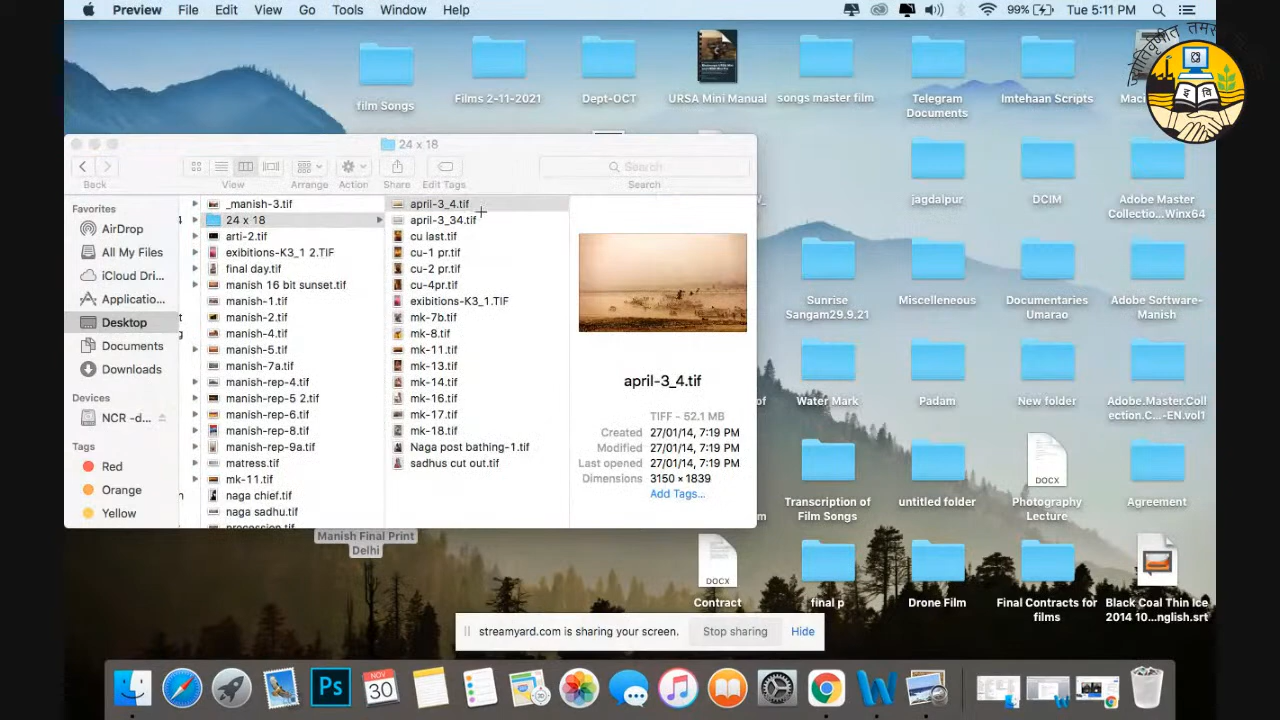 Preview File Edit View Go Tools Window Help 99% Tue 5:11 PM
film Songs
Films 2-11-2021
Dept-OCT
URSA Mini Manual
songs master film
Telegram
Documents
Imtehaan Scripts
24 x 18
Back View Arrange Action Share Edit Tags Search
Search
Favorites
AirDrop
All My Files
iCloud Dri...
Applicatio...
Desktop
Documents
Downloads
Devices
NCR -d...
Tags
Red
Orange
Yellow
_manish-3.tif
24 x 18
arti-2.tif
exibitions-K3_1 2.TIF
final day.tif
manish 16 bit sunset.tif
manish-1.tif
manish-2.tif
manish-4.tif
manish-5.tif
manish-7a.tif
manish-rep-4.tif
manish-rep-5 2.tif
manish-rep-6.tif
manish-rep-8.tif
manish-rep-9a.tif
matress.tif
mk-11.tif
naga chief.tif
naga sadhu.tif
april-3_4.tif
april-3_34.tif
cu last.tif
cu-1 pr.tif
cu-2 pr.tif
cu-4pr.tif
exibitions-K3_1.TIF
mk-7b.tif
mk-8.tif
mk-11.tif
mk-13.tif
mk-14.tif
mk-16.tif
mk-17.tif
mk-18.tif
Naga post bathing-1.tif
sadhus cut out.tif
april-3_4.tif
TIFF - 52.1 MB
Created 27/01/14, 7:19 PM
Modified 27/01/14, 7:19 PM
Last opened 27/01/14, 7:19 PM
Dimensions 3150 × 1839
Add Tags...
jagdalpur
DCIM
Adobe Master
Collectio...Winx64
Sunrise
Sangam29.9.21
Miscellaneous
Documentaries
Umarao
Adobe Software-
Manish
Water Mark
Padam
New folder
Adobe.Master.Coll
ection.C...-EN.vol1
Transcription of
Film Songs
untitled folder
DOCX
Photography
Lecture
Agreement
Manish Final Print
Delhi
DOCX
Contract
final p
Drone Film
Final Contracts for
films
Black Coal Thin Ice
2014 10...nglish.srt
streamyard.com is sharing your screen. Stop sharing Hide
Ps
NOV
30